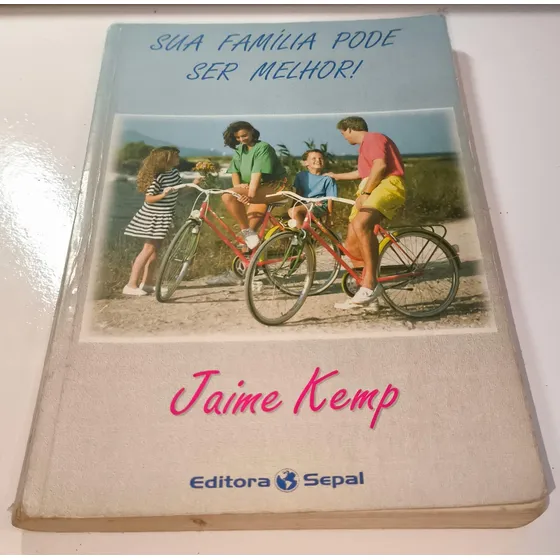 SUA FAMÍLIA PODE
SER MELHOR!
Jaime Kemp
Editora Sepal